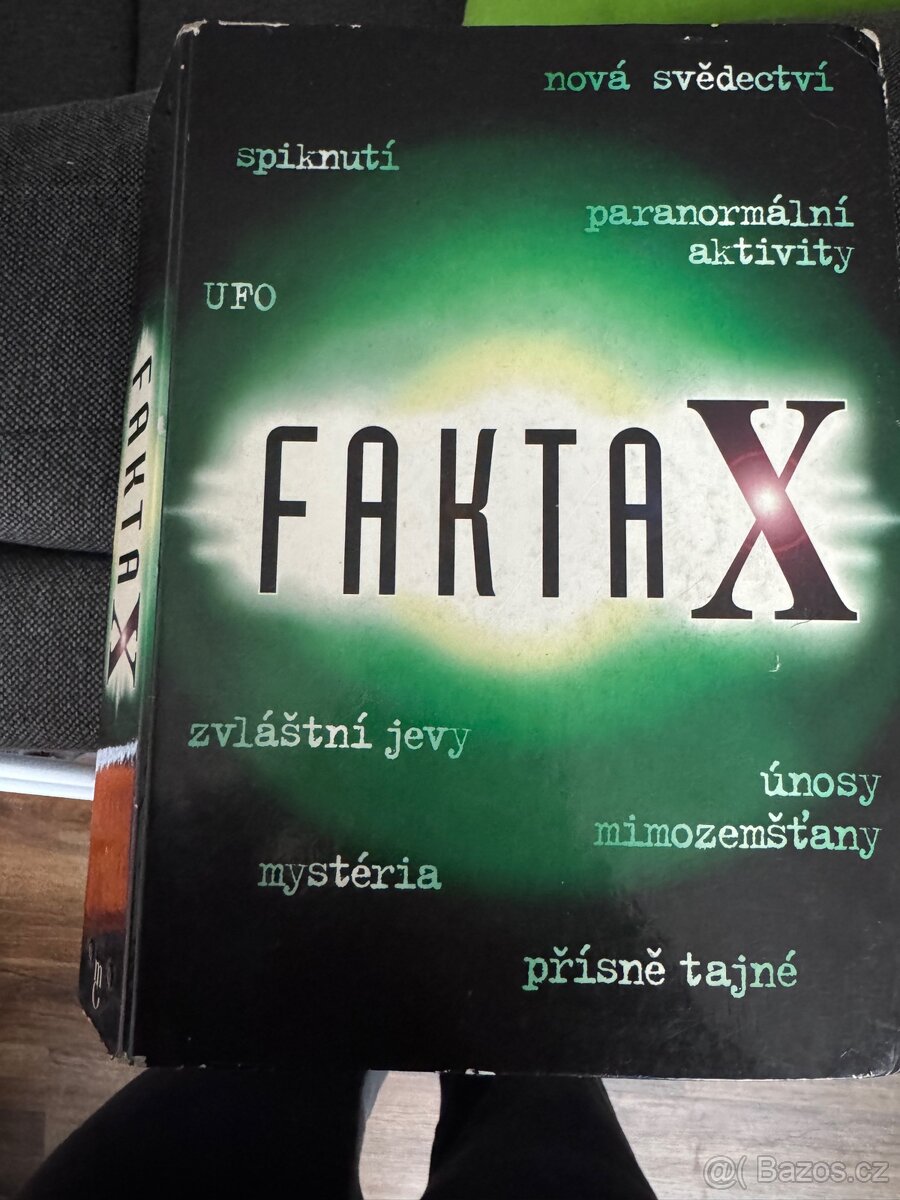 nová svědectví
spiknutí
paranormální
aktivity
UFO
FAKTA X
FAKTA X
zvláštní jevy
únosy
mimozemšťany
mystéria
přísně tajné
@( Bazos.cz